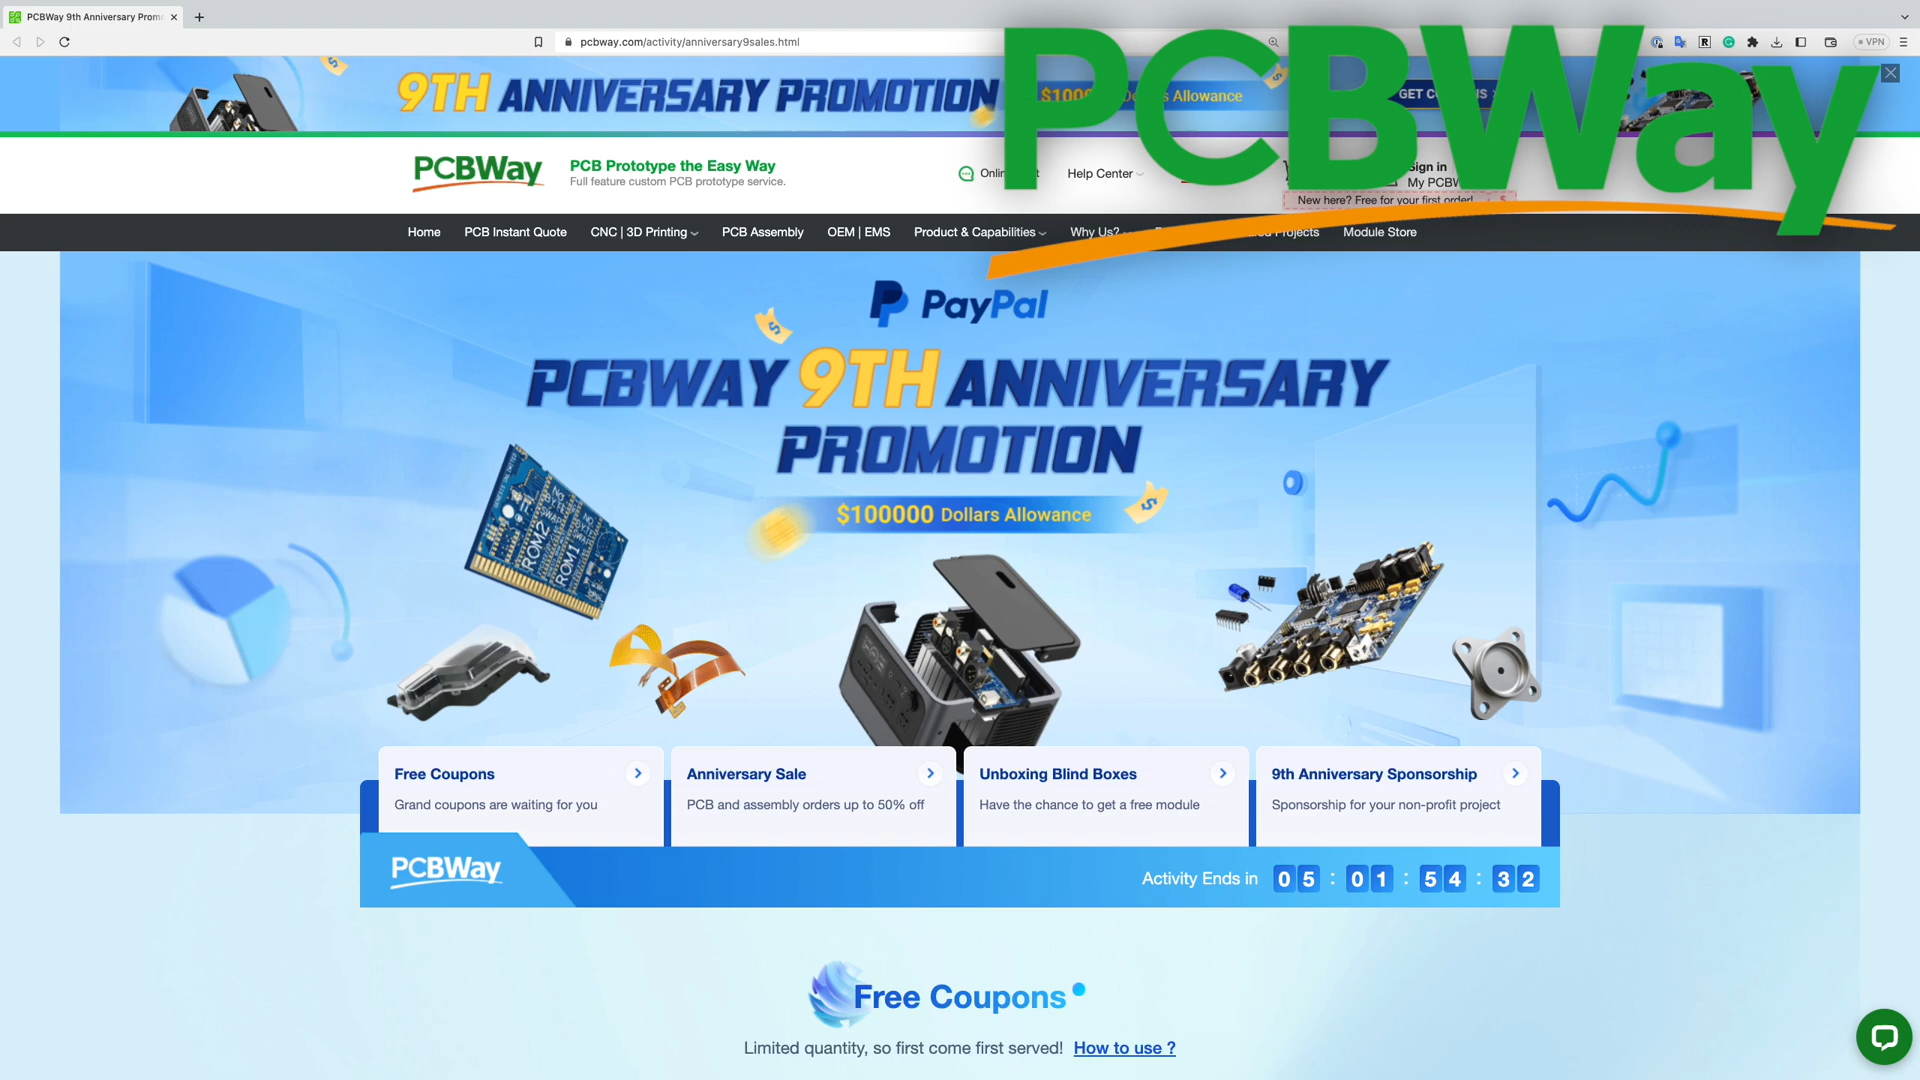 PCBWay 9th Anniversary Prom
pcbway.com/activity/anniversary9sales.html
VPN
9TH ANNIVERSARY PROMOTION
Allowance
PCBWay
PCBWay
PCB Prototype the Easy Way
Full feature custom PCB prototype service.
Help Center
Sign in
My PCBW
New here? Free for your first order!
Home
PCB Instant Quote
CNC | 3D Printing
PCB Assembly
OEM | EMS
Product & Capabilities
Why Us?
Projects
Module Store
PayPal
PCBWAY 9TH ANNIVERSARY
PROMOTION
$100000 Dollars Allowance
ROM2
ROM1
Free Coupons
Grand coupons are waiting for you
Anniversary Sale
PCB and assembly orders up to 50% off
Unboxing Blind Boxes
Have the chance to get a free module
9th Anniversary Sponsorship
Sponsorship for your non-profit project
PCBWay
Activity Ends in 05 : 01 : 54 : 32
Free Coupons
Limited quantity, so first come first served! How to use ?